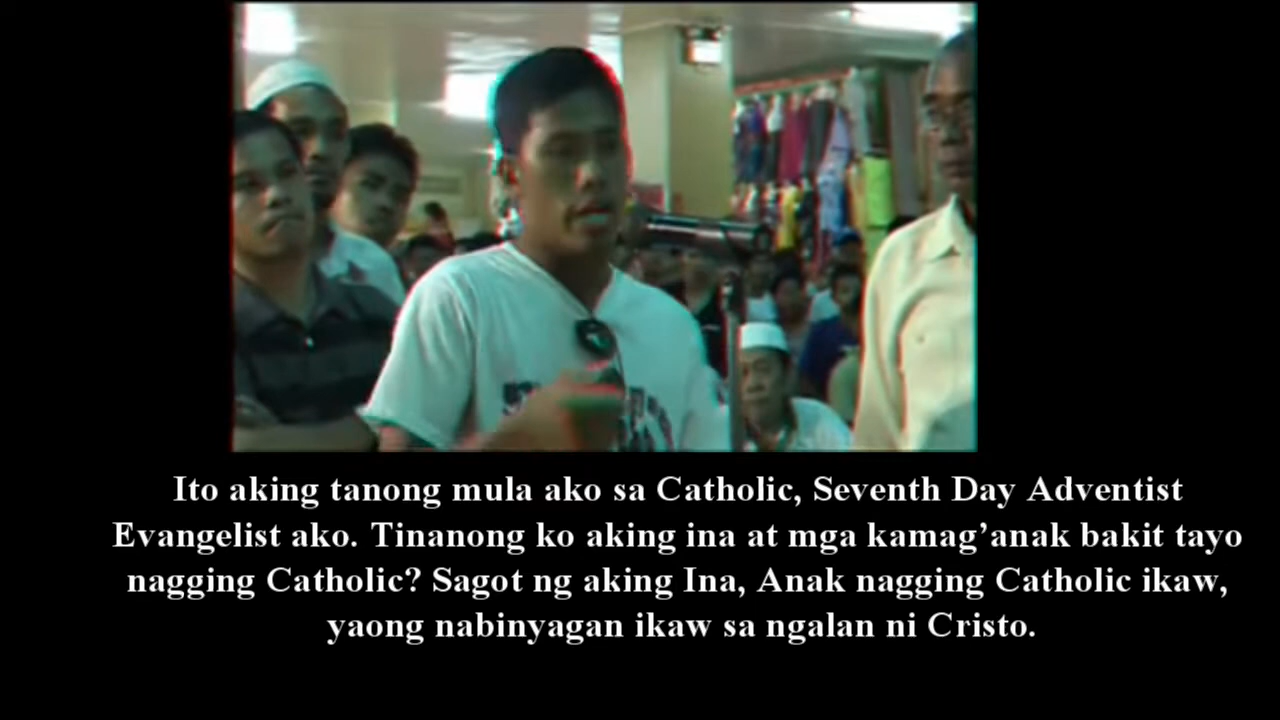 Ito aking tanong mula ako sa Catholic, Seventh Day Adventist
Evangelist ako. Tinanong ko aking ina at mga kamag’anak bakit tayo
nagging Catholic? Sagot ng aking Ina, Anak nagging Catholic ikaw,
yaong nabinyagan ikaw sa ngalan ni Cristo.